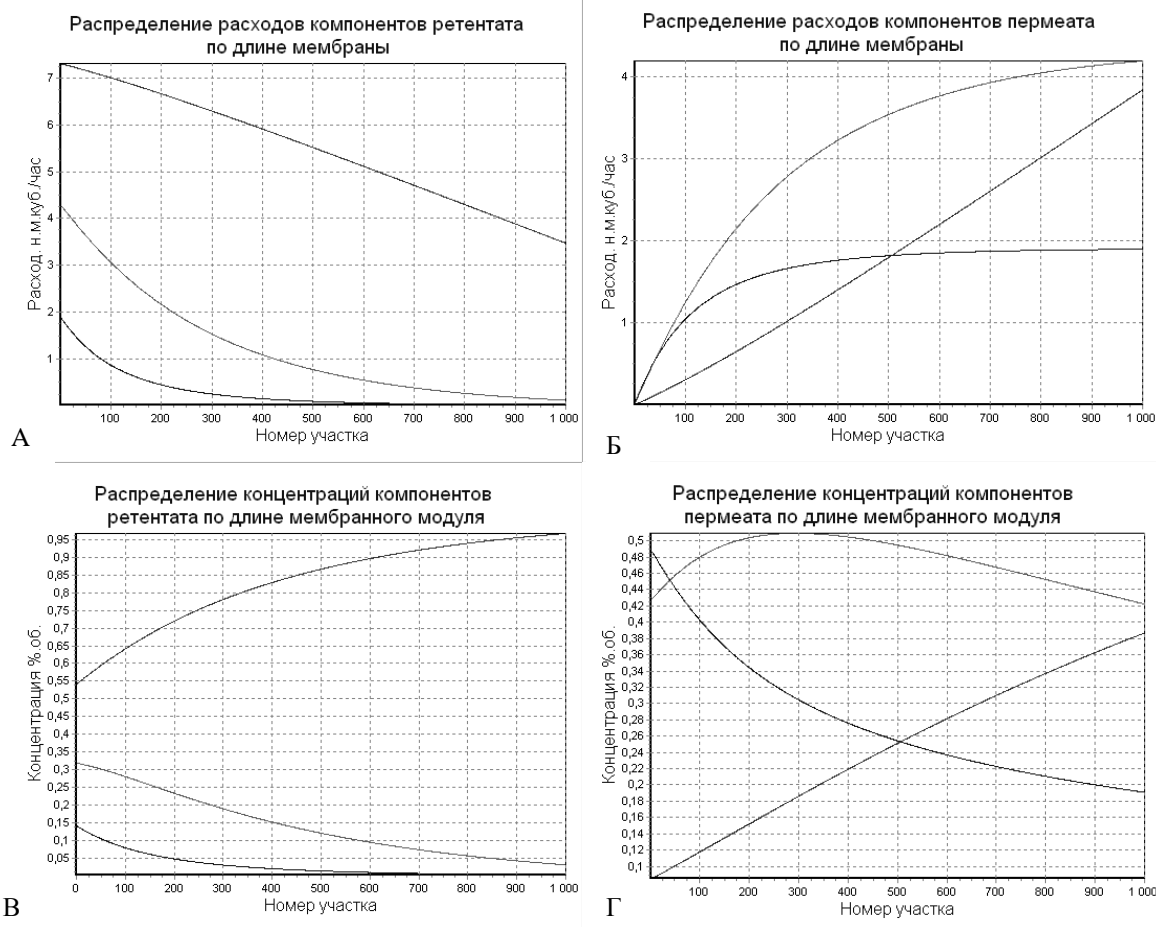 Распределение расходов компонентов ретентата
по длине мембраны
Расход. н.м.куб./час
7
6
5
4
3
2
1
100 200 300 400 500 600 700 800 900 1 000
Номер участка
А
Распределение расходов компонентов пермеата
по длине мембраны
Расход. н.м.куб./час
4
3
2
1
100 200 300 400 500 600 700 800 900 1 000
Номер участка
Б
Распределение концентраций компонентов
ретентата по длине мембранного модуля
Концентрация %.об.
0,95
0,9
0,85
0,8
0,75
0,7
0,65
0,6
0,55
0,5
0,45
0,4
0,35
0,3
0,25
0,2
0,15
0,1
0,05
0 100 200 300 400 500 600 700 800 900 1 000
Номер участка
В
Распределение концентраций компонентов
пермеата по длине мембранного модуля
Концентрация %.об.
0,5
0,48
0,46
0,44
0,42
0,4
0,38
0,36
0,34
0,32
0,3
0,28
0,26
0,24
0,22
0,2
0,18
0,16
0,14
0,12
0,1
100 200 300 400 500 600 700 800 900 1 000
Номер участка
Г